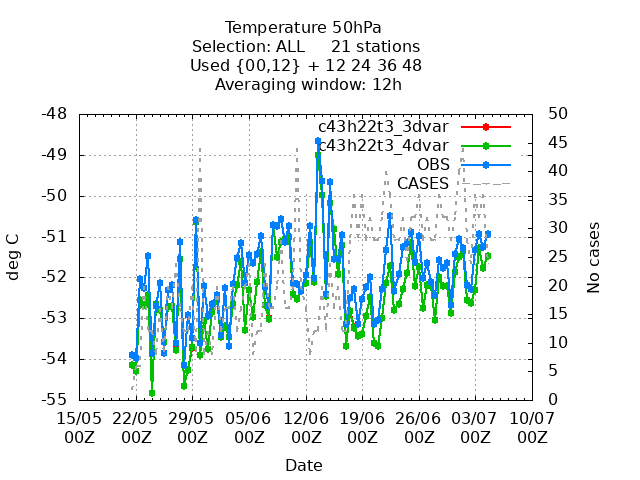 Temperature 50hPa
Selection: ALL 21 stations
Used {00,12} + 12 24 36 48
Averaging window: 12h
c43h22t3_3dvar
c43h22t3_4dvar
OBS
CASES
deg C
-48
-49
-50
-51
-52
-53
-54
-55
No cases
50
45
40
35
30
25
20
15
10
5
0
15/05 22/05 29/05 05/06 12/06 19/06 26/06 03/07 10/07
00Z 00Z 00Z 00Z 00Z 00Z 00Z 00Z 00Z
Date